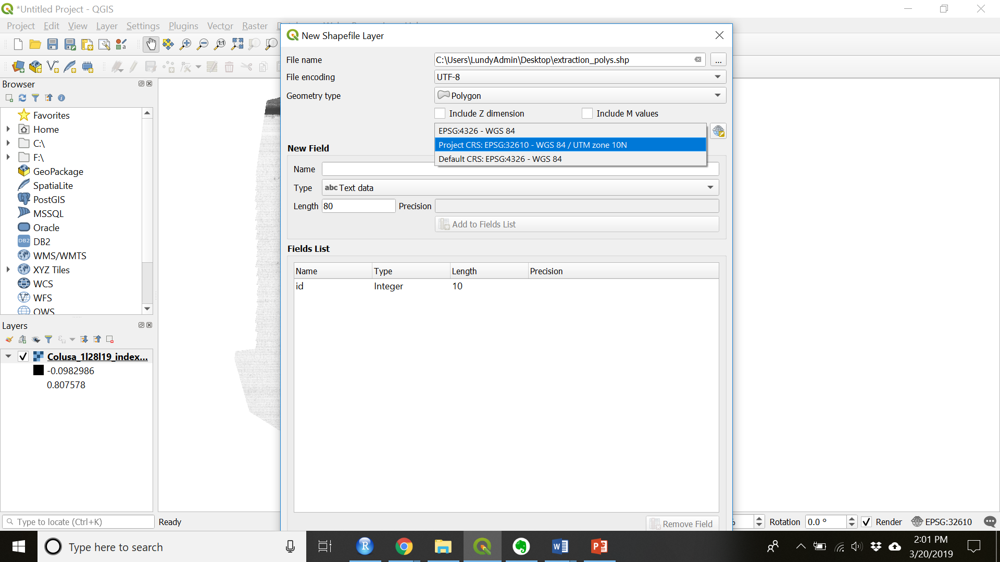 *Untitled Project - QGIS
Project Edit View Layer Settings Plugins Vector Raster
New Shapefile Layer
File name C:\Users\LundyAdmin\Desktop\extraction_polys.shp ...
File encoding UTF-8
Geometry type Polygon
Include Z dimension Include M values
EPSG:4326 - WGS 84
Project CRS: EPSG:32610 - WGS 84 / UTM zone 10N
Default CRS: EPSG:4326 - WGS 84
New Field
Name
Type abc Text data
Length 80 Precision
Add to Fields List
Fields List
Name Type Length Precision
id Integer 10
Remove Field
Browser
Favorites
Home
C:\
F:\
GeoPackage
SpatiaLite
PostGIS
MSSQL
Oracle
DB2 DB2
WMS/WMTS
XYZ Tiles
WCS
WFS
OWS
Layers
Colusa_1l28l19_index...
-0.0982986
0.807578
Type to locate (Ctrl+K) Ready % Rotation 0.0 ° Render EPSG:32610
Type here to search
2:01 PM
3/20/2019